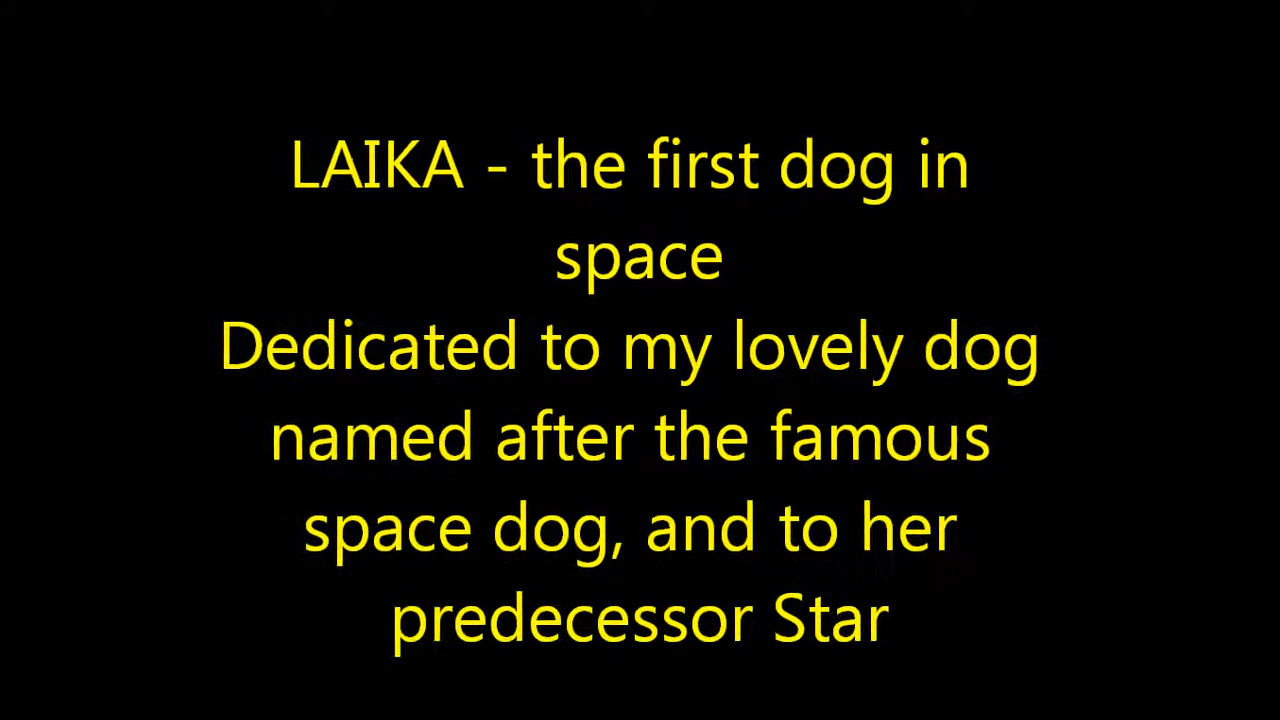 LAIKA - the first dog in
space
Dedicated to my lovely dog
named after the famous
space dog, and to her
predecessor Star